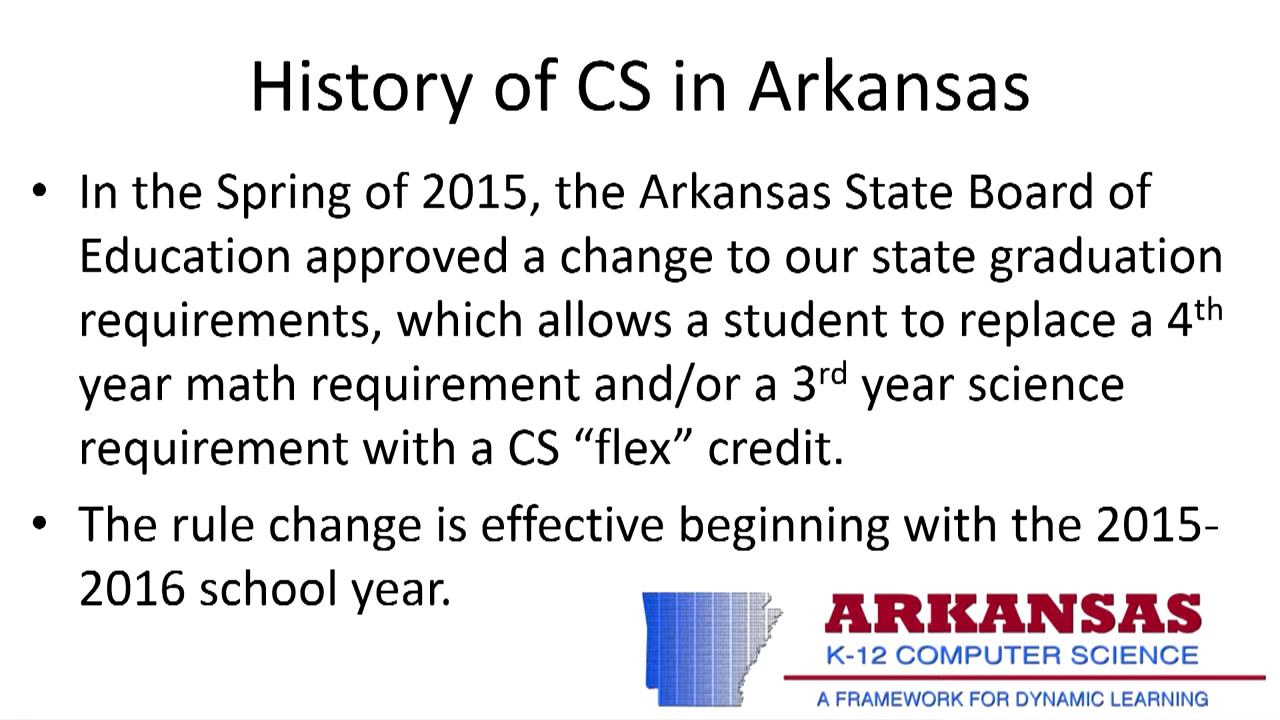 History of CS in Arkansas
• In the Spring of 2015, the Arkansas State Board of
Education approved a change to our state graduation
requirements, which allows a student to replace a 4th
year math requirement and/or a 3rd year science
requirement with a CS “flex” credit.
• The rule change is effective beginning with the 2015-
2016 school year.
ARKANSAS
K-12 COMPUTER SCIENCE
A FRAMEWORK FOR DYNAMIC LEARNING